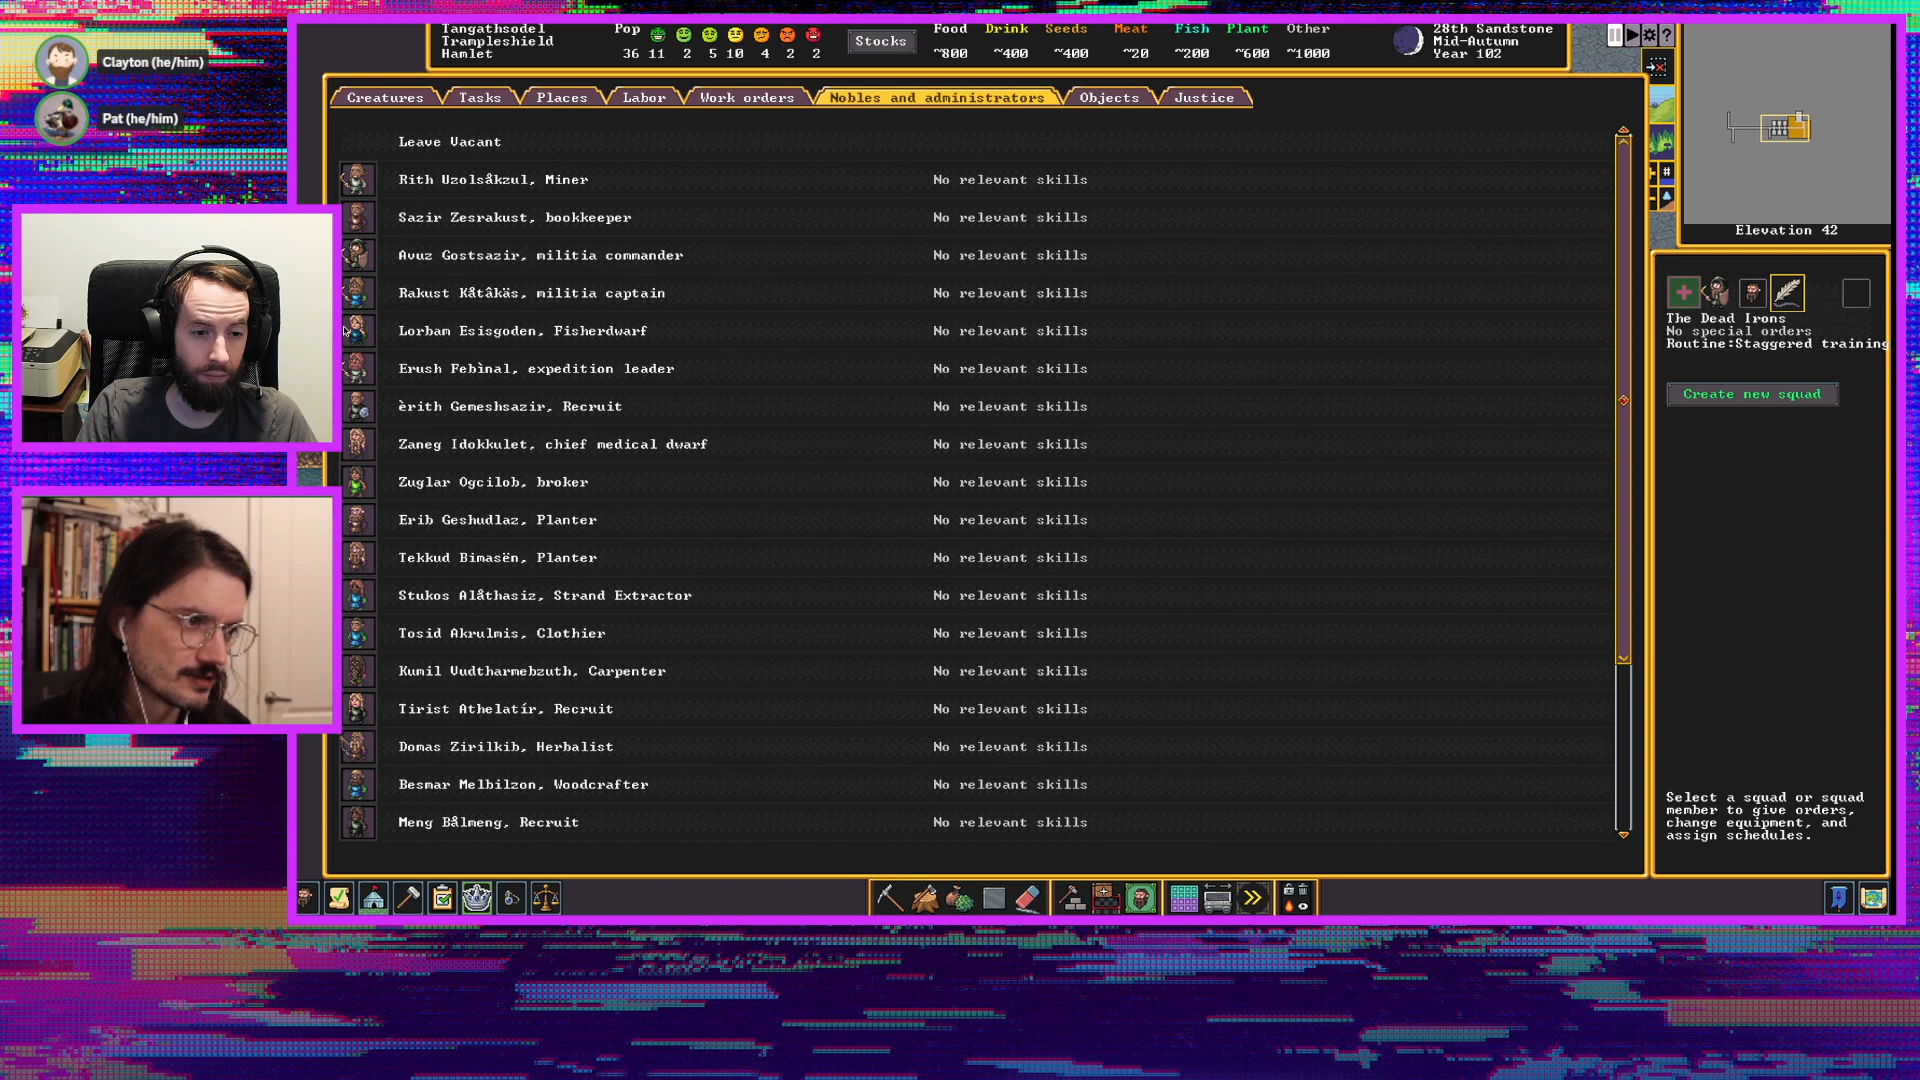 Clayton (he/him)
Pat (he/him)
Tangathsodel
Trampleshield
Hamlet
Pop
36 11 2 5 10 4 2 2
Stocks
Food Drink Seeds Meat Fish Plant Other
~800 ~400 ~400 ~20 ~200 ~600 ~1000
28th Sandstone
Mid-Autumn
Year 102
Creatures Tasks Places Labor Work orders Nobles and administrators Objects Justice
Leave Vacant
Rith Uzolsåkzul, Miner No relevant skills
Sazir Zesrakust, bookkeeper No relevant skills
Avuz Gostsazir, militia commander No relevant skills
Rakust Kåtâkäs, militia captain No relevant skills
Lorbam Esisgoden, Fisherdwarf No relevant skills
Erush Febìnal, expedition leader No relevant skills
èrith Gemeshsazir, Recruit No relevant skills
Zaneg Idokkulet, chief medical dwarf No relevant skills
Zuglar Ogcilob, broker No relevant skills
Erib Geshudlaz, Planter No relevant skills
Tekkud Bimasën, Planter No relevant skills
Stukos Alåthasiz, Strand Extractor No relevant skills
Tosid Akrulmis, Clothier No relevant skills
Kumil Vudtharmebzuth, Carpenter No relevant skills
Tirist Athelatír, Recruit No relevant skills
Domas Zirilkib, Herbalist No relevant skills
Besmar Melbilzon, Woodcrafter No relevant skills
Meng Bålmeng, Recruit No relevant skills
Elevation 42
The Dead Irons
No special orders
Routine:Staggered training
Create new squad
Select a squad or squad
member to give orders,
change equipment, and
assign schedules.